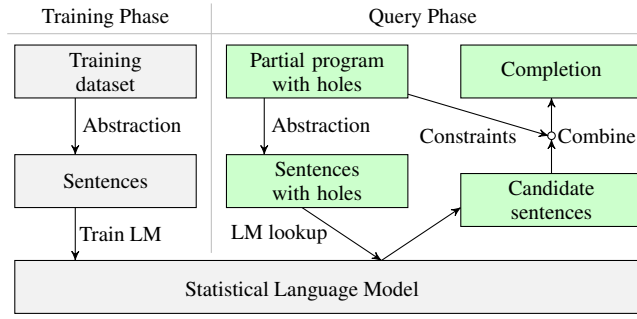 Training Phase
Query Phase
Training
dataset
Partial program
with holes
Completion
Abstraction
Abstraction
Constraints
Combine
Sentences
Sentences
with holes
Candidate
sentences
Train LM
LM lookup
Statistical Language Model